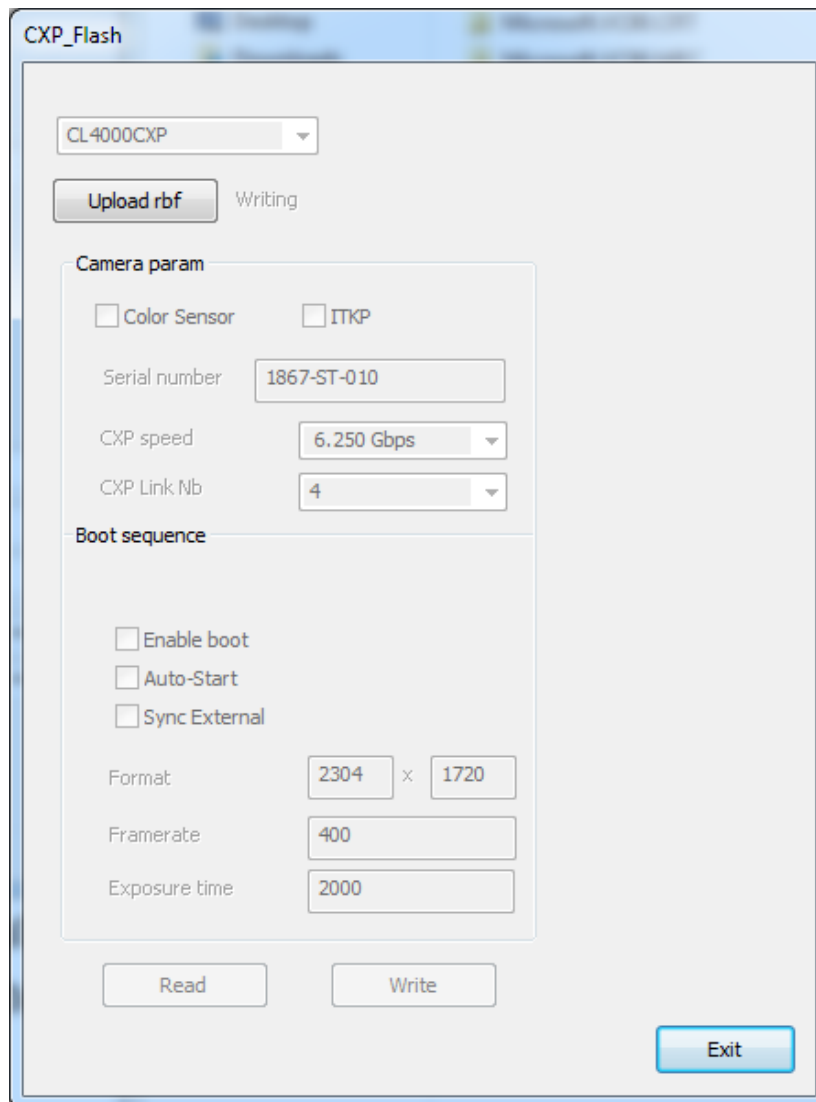 CXP_Flash
CL4000CXP
Upload rbf Writing
Camera param
Color Sensor ITKP
Serial number 1867-ST-010
CXP speed 6.250 Gbps
CXP Link Nb 4
Boot sequence
Enable boot
Auto-Start
Sync External
Format 2304 x 1720
Framerate 400
Exposure time 2000
Read Write
Exit